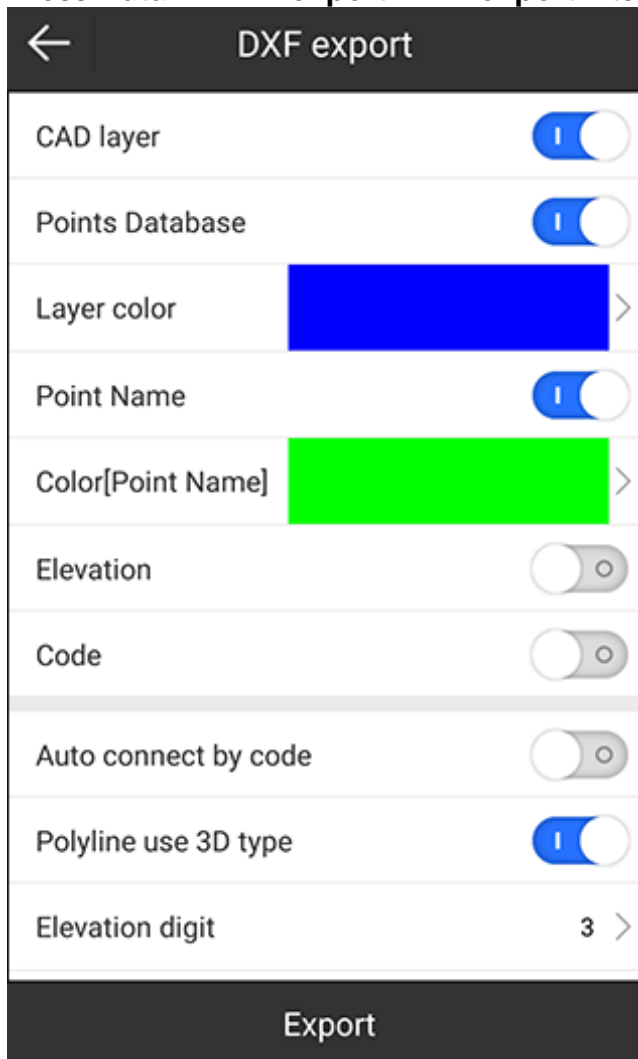 DXF export
CAD layer
Points Database
Layer color
Point Name
Color[Point Name]
Elevation
Code
Auto connect by code
Polyline use 3D type
Elevation digit 3
Export